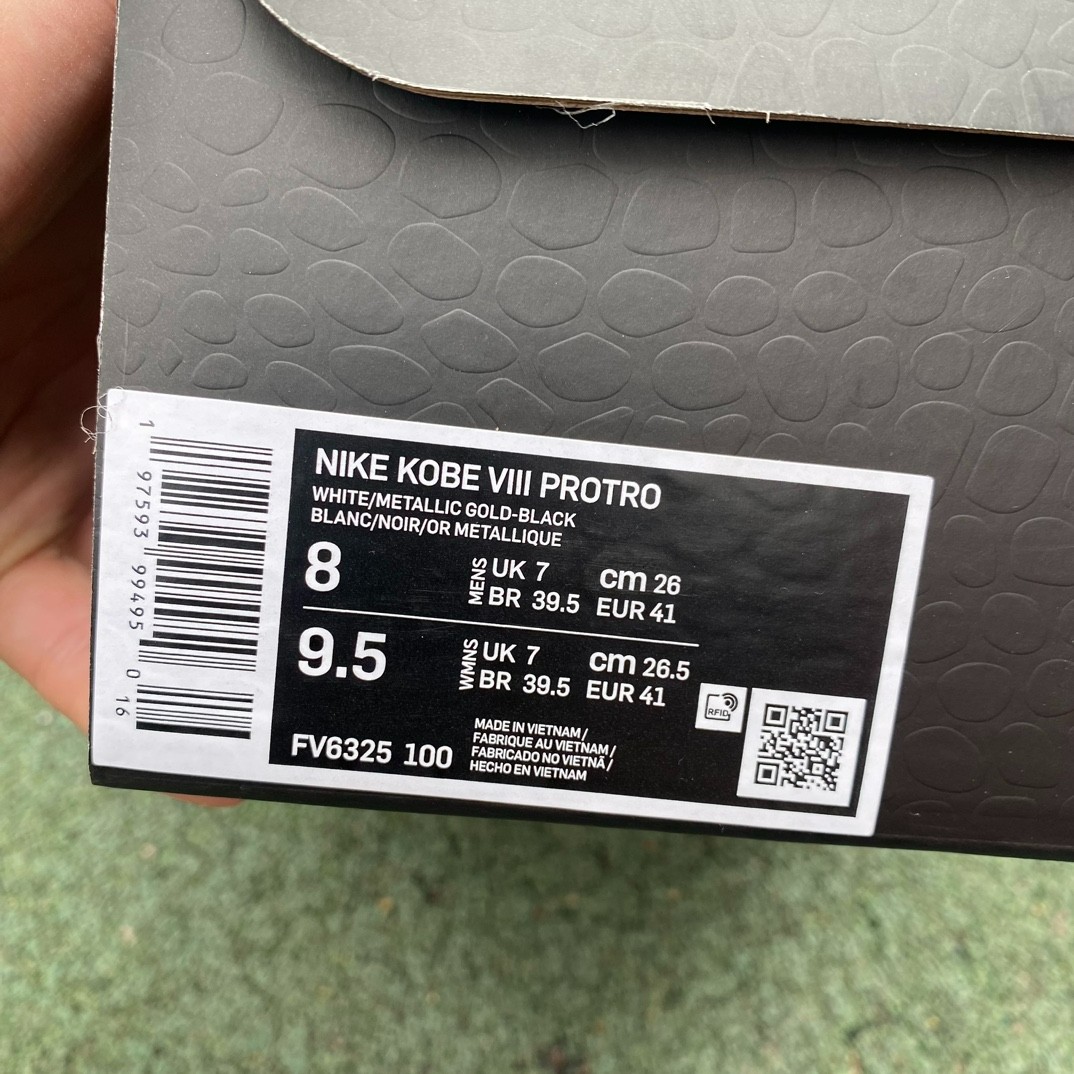 1 97593 99495 0 16
NIKE KOBE VIII PROTRO
WHITE/METALLIC GOLD-BLACK
BLANC/NOIR/OR METALLIQUE
8
MENS
UK 7 cm 26
BR 39.5 EUR 41
9.5
WMNS
UK 7 cm 26.5
BR 39.5 EUR 41
FV6325 100
MADE IN VIETNAM/
FABRIQUE AU VIETNAM/
FABRICADO NO VIETNÃ/
HECHO EN VIETNAM
RFID